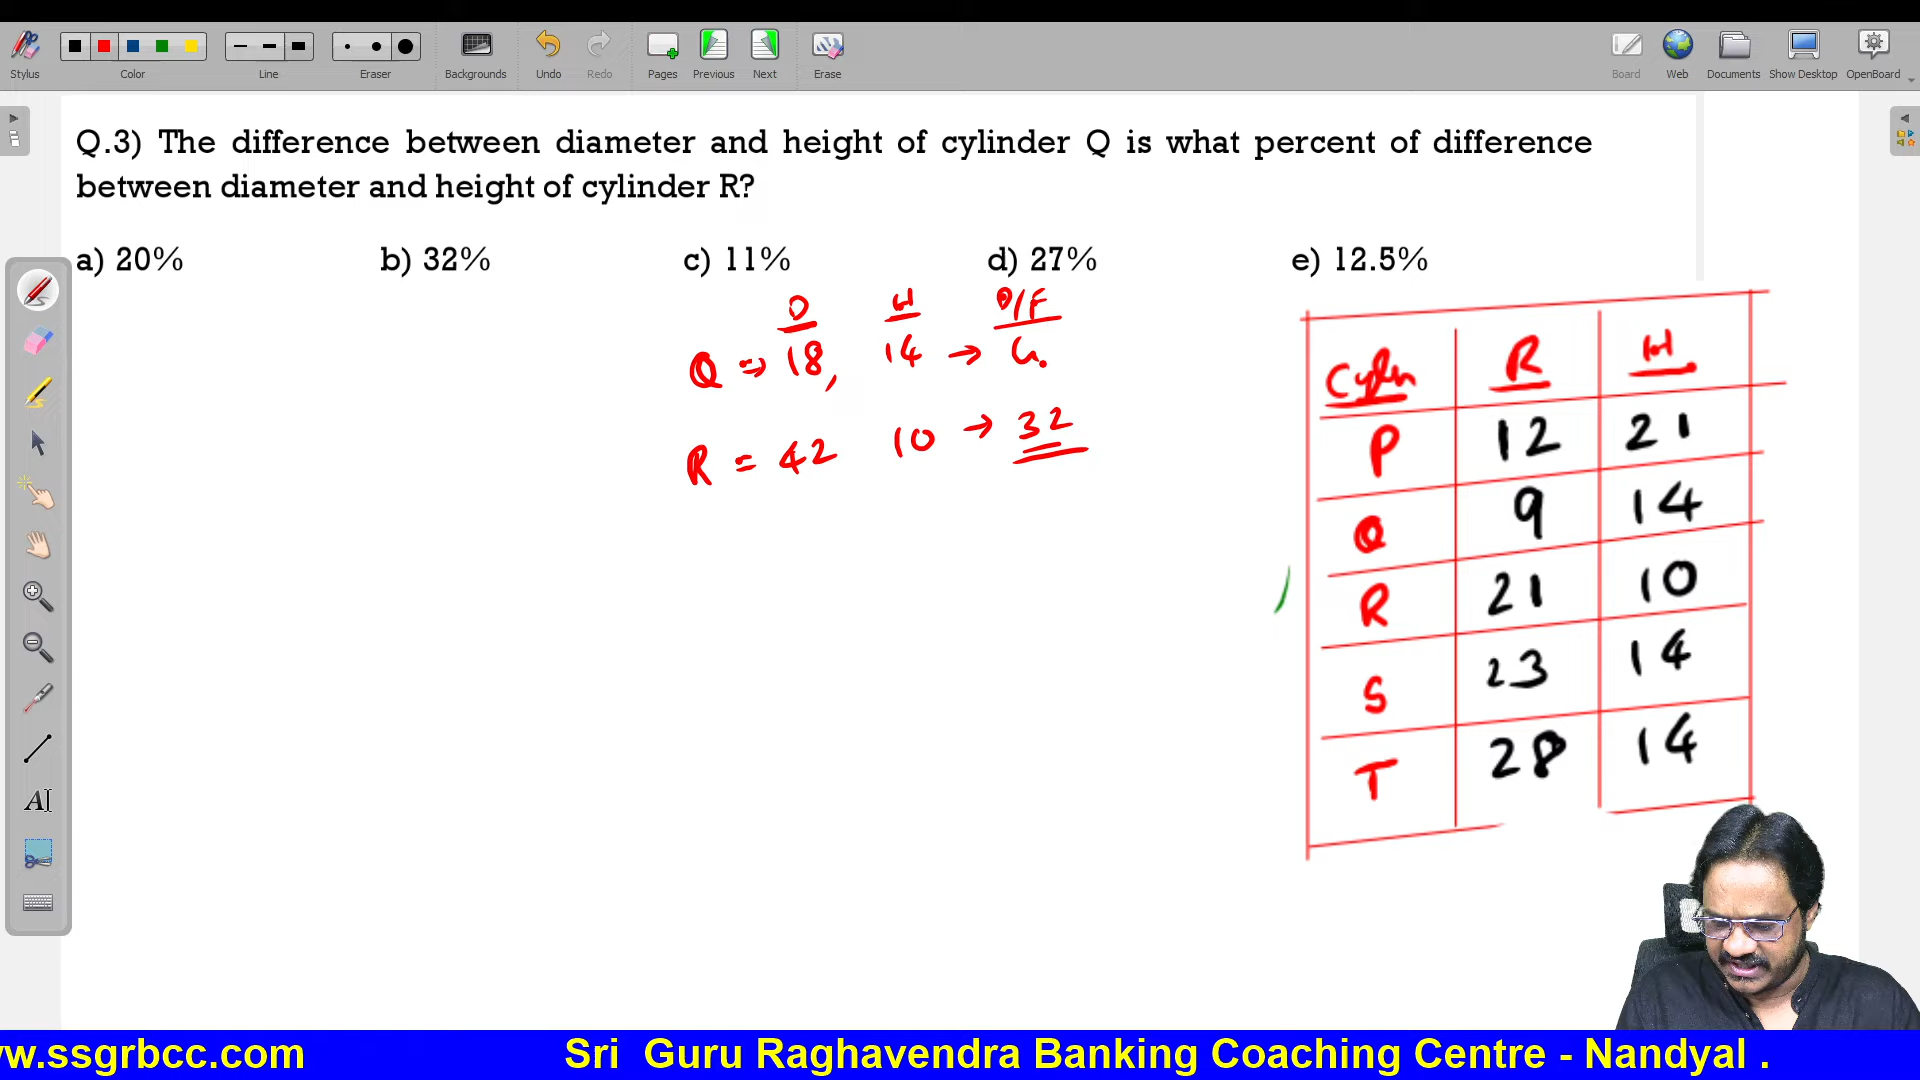 Stylus Color Line Eraser Backgrounds Undo Redo Pages Previous Next Erase Board Web Documents Show Desktop OpenBoard
Q.3) The difference between diameter and height of cylinder Q is what percent of difference
between diameter and height of cylinder R?
a) 20% b) 32% c) 11% d) 27% e) 12.5%
D H D/F
Q => 18, 14 → 4.
R = 42 10 → 32
Cylin R H
P 12 21
Q 9 14
R 21 10
S 23 14
T 28 14
w.ssgrbcc.com Sri Guru Raghavendra Banking Coaching Centre - Nandyal .